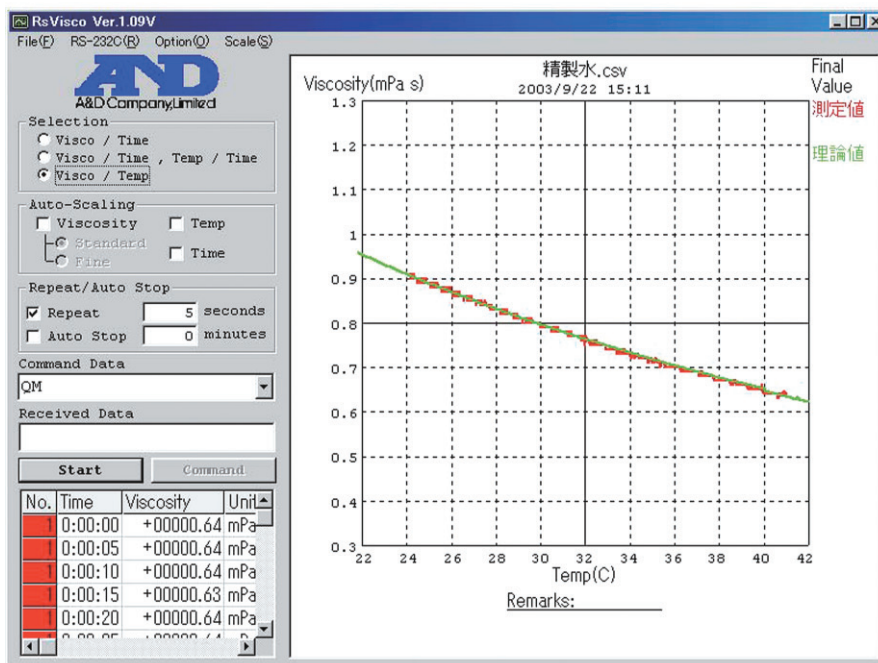 RsVisco Ver.1.09V
File(F) RS-232C(R) Option(O) Scale(S)
AND
A&D Company,Limited
Selection
Visco / Time
Visco / Time , Temp / Time
Visco / Temp
Auto-Scaling
Viscosity Temp
Standard
Fine
Time
Repeat/Auto Stop
Repeat 5 seconds
Auto Stop 0 minutes
Command Data
QM
Received Data
Start Command
No. Time Viscosity Unit
1 0:00:00 +00000.64 mPa
1 0:00:05 +00000.64 mPa
1 0:00:10 +00000.64 mPa
1 0:00:15 +00000.63 mPa
1 0:00:20 +00000.64 mPa
精製水.csv
Viscosity(mPa s) 2003/9/22 15:11
Final
Value
測定値
理論値
1.3
1.2
1.1
1
0.9
0.8
0.7
0.6
0.5
0.4
0.3
22 24 26 28 30 32 34 36 38 40 42
Temp(C)
Remarks: